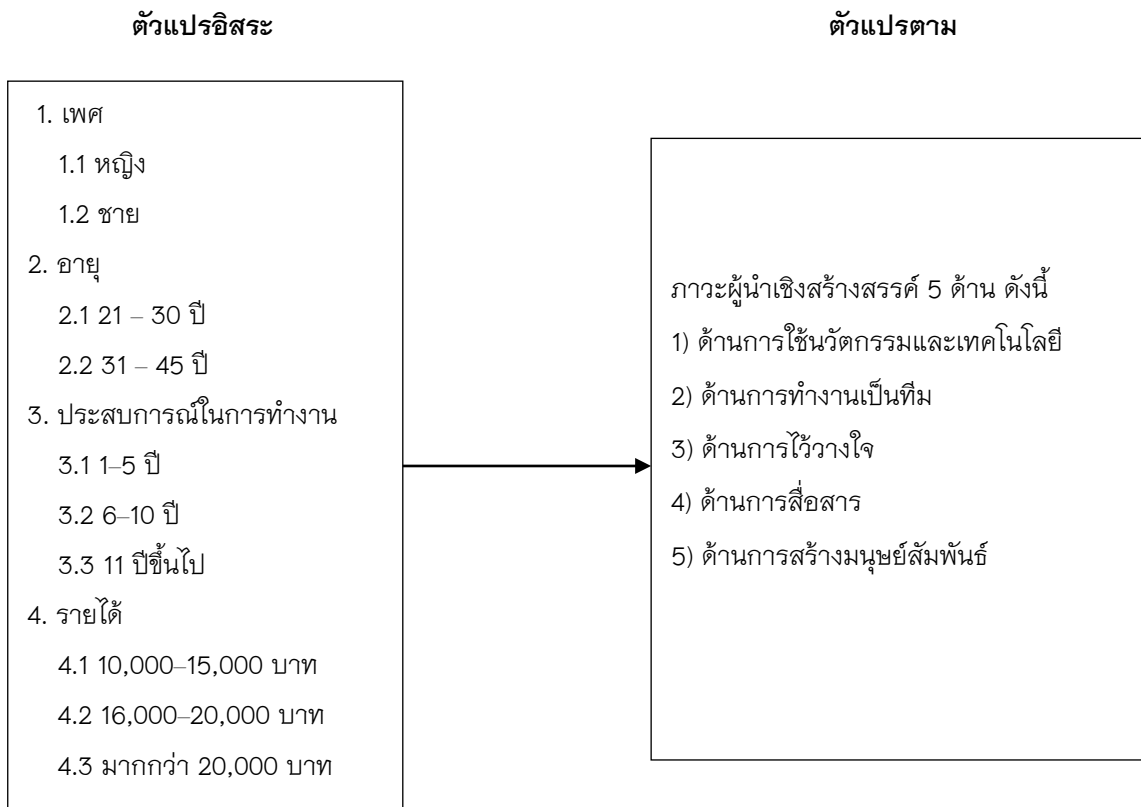 ตัวแปรอิสระ
1. เพศ
1.1 หญิง
1.2 ชาย
2. อายุ
2.1 21 – 30 ปี
2.2 31 – 45 ปี
3. ประสบการณ์ในการทำงาน
3.1 1–5 ปี
3.2 6–10 ปี
3.3 11 ปีขึ้นไป
4. รายได้
4.1 10,000–15,000 บาท
4.2 16,000–20,000 บาท
4.3 มากกว่า 20,000 บาท
ตัวแปรตาม
ภาวะผู้นำเชิงสร้างสรรค์ 5 ด้าน ดังนี้
1) ด้านการใช้นวัตกรรมและเทคโนโลยี
2) ด้านการทำงานเป็นทีม
3) ด้านการไว้วางใจ
4) ด้านการสื่อสาร
5) ด้านการสร้างมนุษย์สัมพันธ์